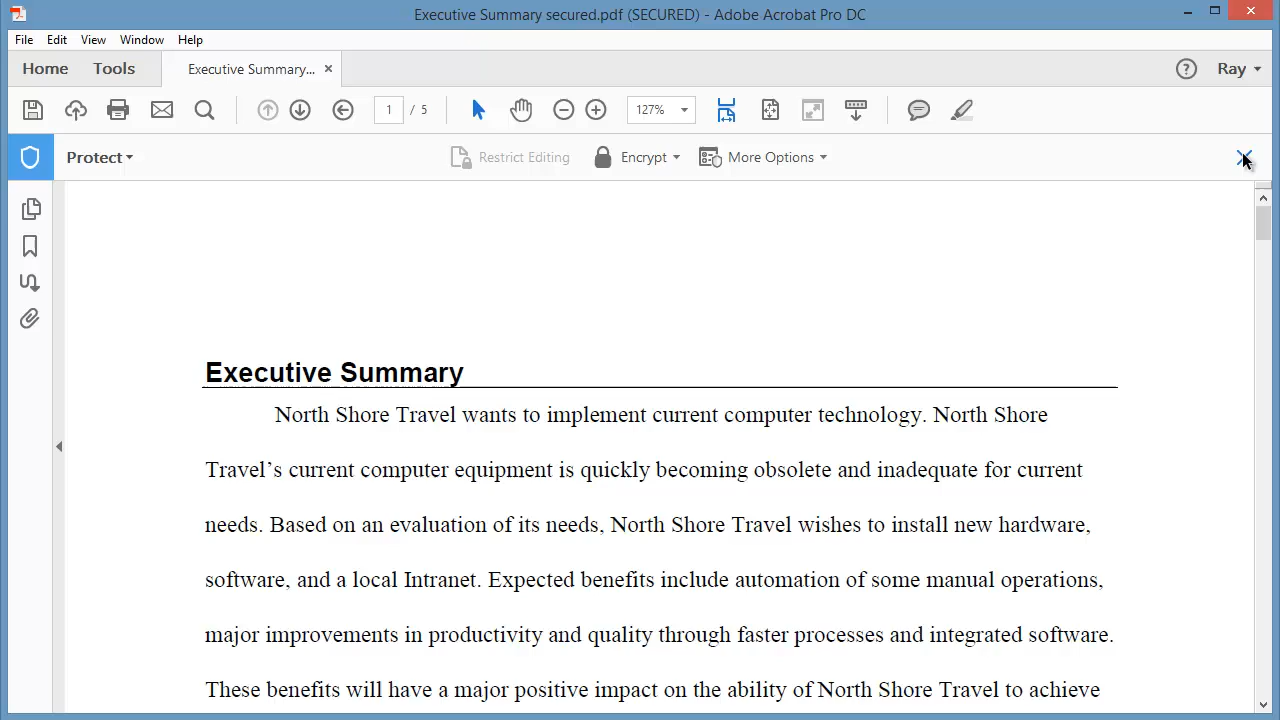 Executive Summary secured.pdf (SECURED) - Adobe Acrobat Pro DC
File Edit View Window Help
Home Tools Executive Summary... Ray
1 / 5 127%
Protect Restrict Editing Encrypt More Options
Executive Summary
North Shore Travel wants to implement current computer technology. North Shore
Travel’s current computer equipment is quickly becoming obsolete and inadequate for current
needs. Based on an evaluation of its needs, North Shore Travel wishes to install new hardware,
software, and a local Intranet. Expected benefits include automation of some manual operations,
major improvements in productivity and quality through faster processes and integrated software.
These benefits will have a major positive impact on the ability of North Shore Travel to achieve